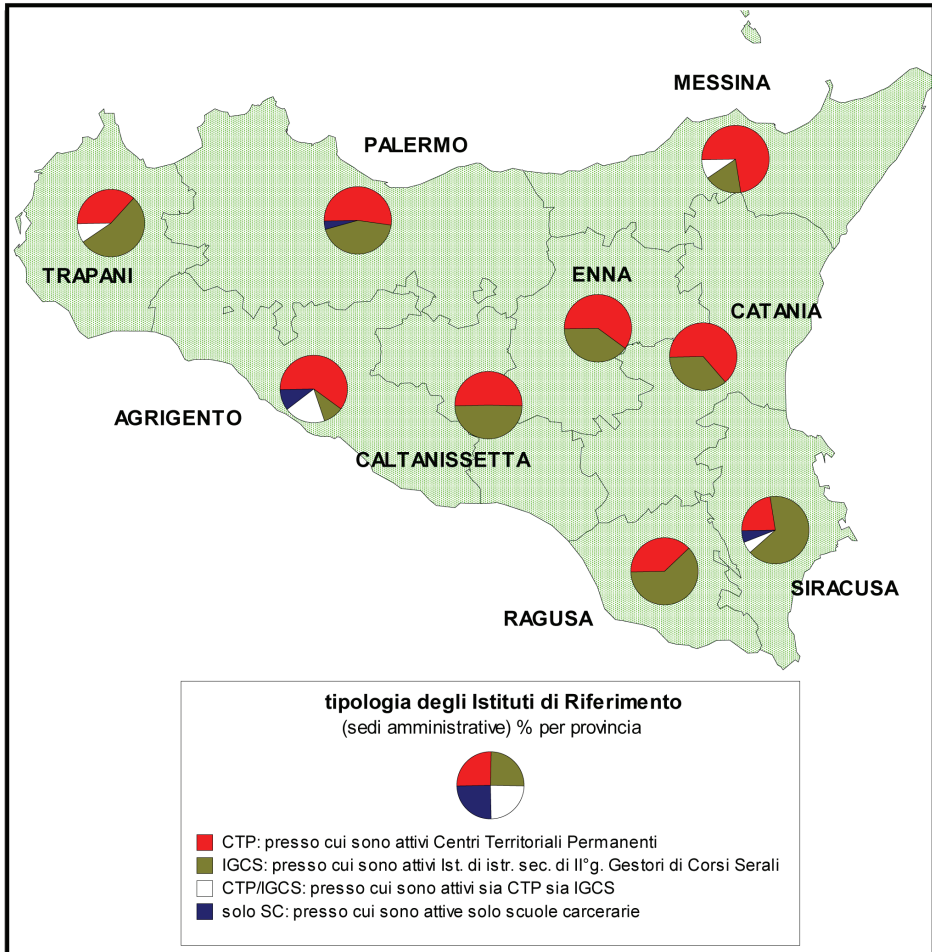 MESSINA
PALERMO
TRAPANI
ENNA
CATANIA
AGRIGENTO
CALTANISSETTA
RAGUSA
SIRACUSA
tipologia degli Istituti di Riferimento
(sedi amministrative) % per provincia
CTP: presso cui sono attivi Centri Territoriali Permanenti
IGCS: presso cui sono attivi Ist. di istr. sec. di II°g. Gestori di Corsi Serali
CTP/IGCS: presso cui sono attivi sia CTP sia IGCS
solo SC: presso cui sono attive solo scuole carcerarie